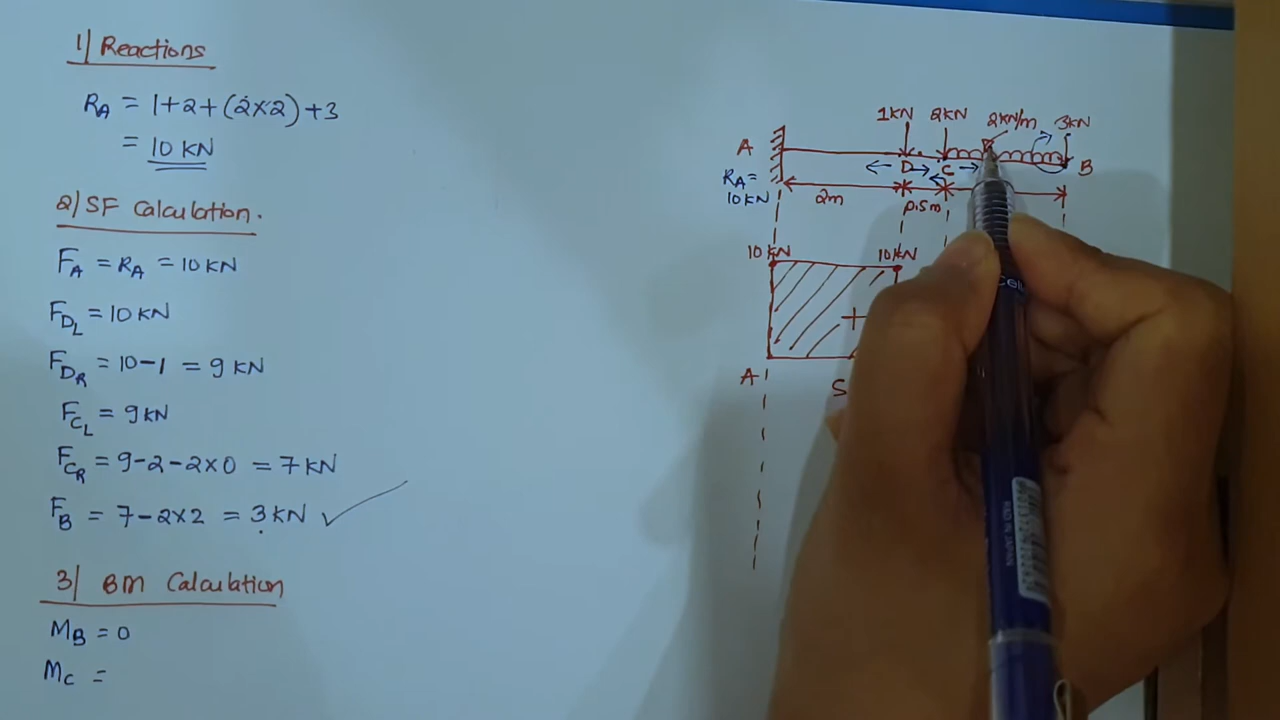 1) Reactions
RA = 1+2+(2×2)+3
= 10 KN
2) SF Calculation.
FA = RA = 10 KN
FDL = 10 KN
FDR = 10-1 = 9 KN
FCL = 9 KN
FCR = 9-2-2×0 = 7 KN
FB = 7-2×2 = 3 KN ✓
3) BM Calculation
MB = 0
MC =
1KN 2KN 2KN/m 3KN
A D C B
RA =
10 KN
2m 0.5m
10 KN 10 KN
+
A S